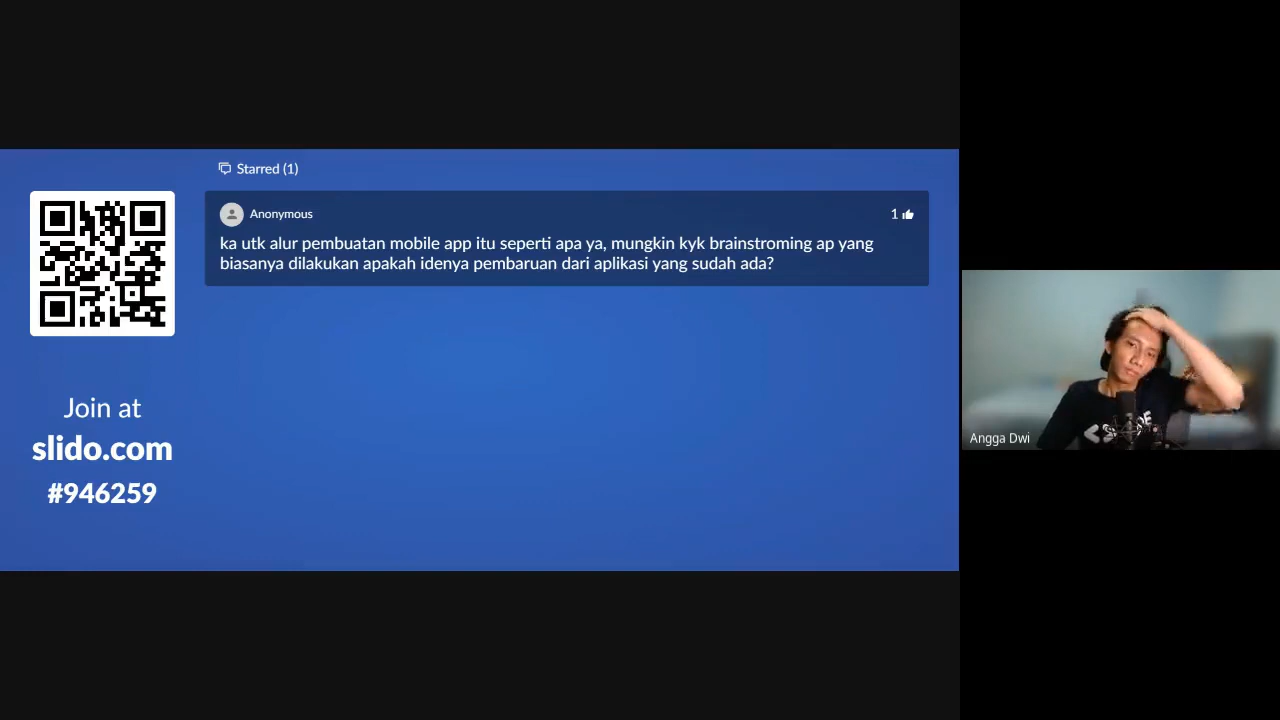 Starred (1)
Anonymous
1
ka utk alur pembuatan mobile app itu seperti apa ya, mungkin kyk brainstroming ap yang
biasanya dilakukan apakah idenya pembaruan dari aplikasi yang sudah ada?
Join at
slido.com
#946259
Angga Dwi